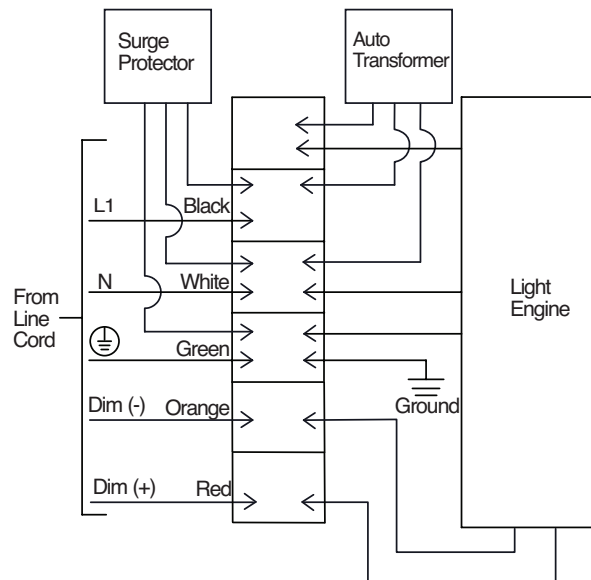 Surge
Protector
Auto
Transformer
L1
Black
N
White
From
Line
Cord
Green
Light
Engine
Ground
Dim (-)
Orange
Dim (+)
Red